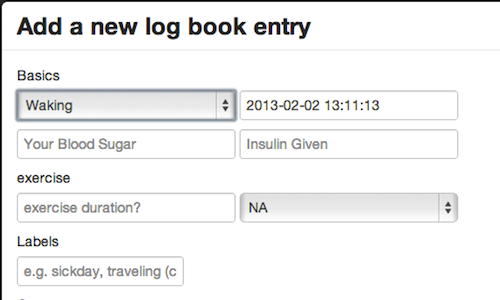 Add a new log book entry
Basics
Waking 2013-02-02 13:11:13
Your Blood Sugar Insulin Given
exercise
exercise duration? NA
Labels
e.g. sickday, traveling (c